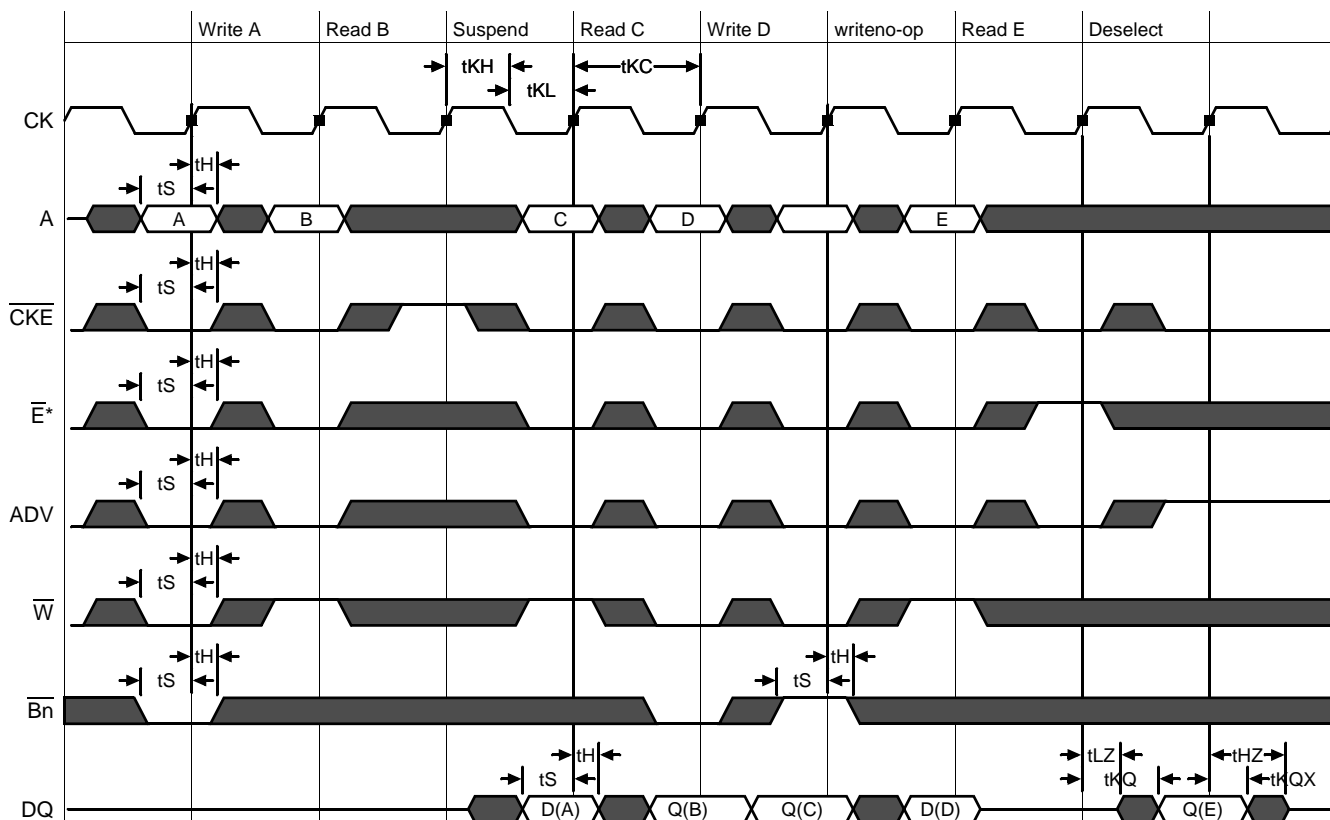 Write A Read B Suspend Read C Write D writeno-op Read E Deselect
tKH tKC
tKL
CK
tH
tS
A A B C D E
tH
tS
CKE
tH
tS
E*
tH
tS
ADV
tH
tS
W
tH tH
tS tS
Bn
tH tLZ tHZ
tS tKQ tKQX
DQ D(A) Q(B) Q(C) D(D) Q(E)